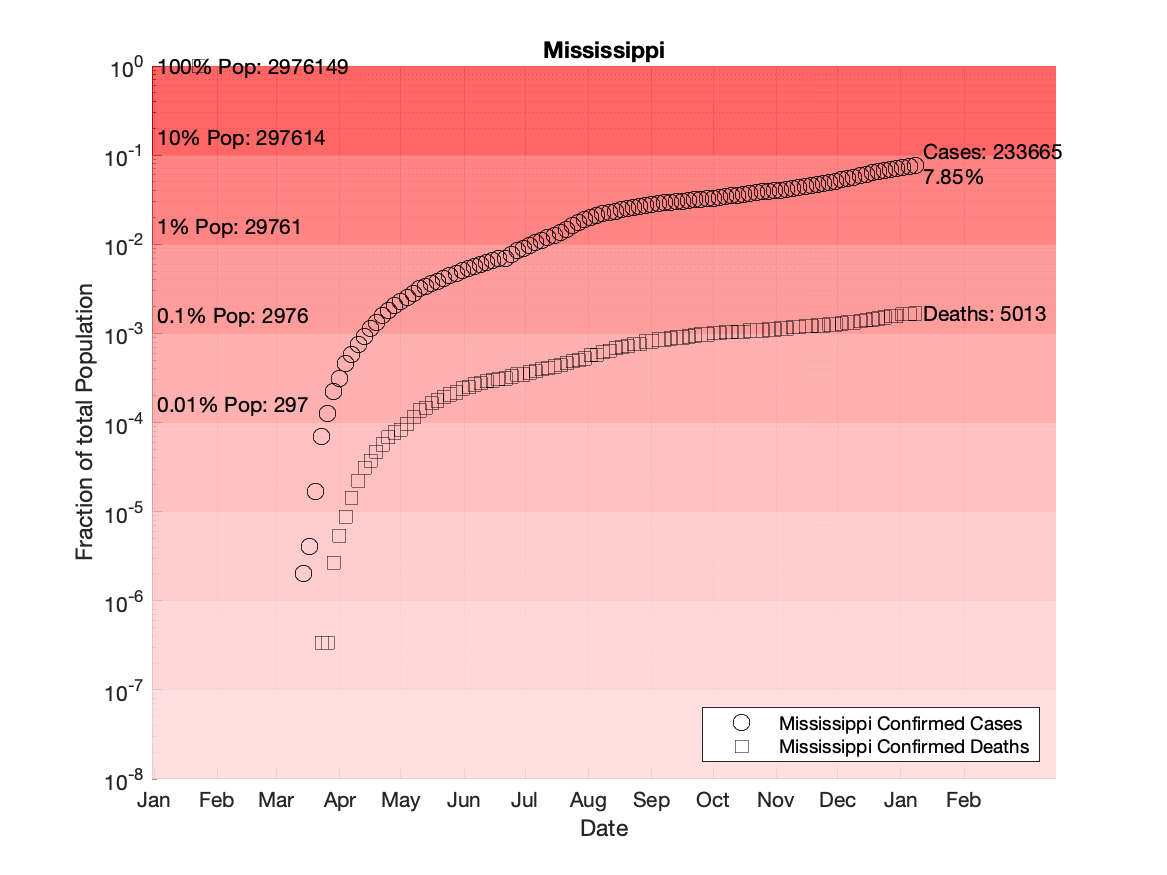 Mississippi
10^0
100% Pop: 2976149
10% Pop: 297614
10^-1
Cases: 233665
7.85%
1% Pop: 29761
10^-2
0.1% Pop: 2976
Deaths: 5013
10^-3
0.01% Pop: 297
10^-4
10^-5
10^-6
10^-7
10^-8
Fraction of total Population
Mississippi Confirmed Cases
Mississippi Confirmed Deaths
Jan Feb Mar Apr May Jun Jul Aug Sep Oct Nov Dec Jan Feb
Date